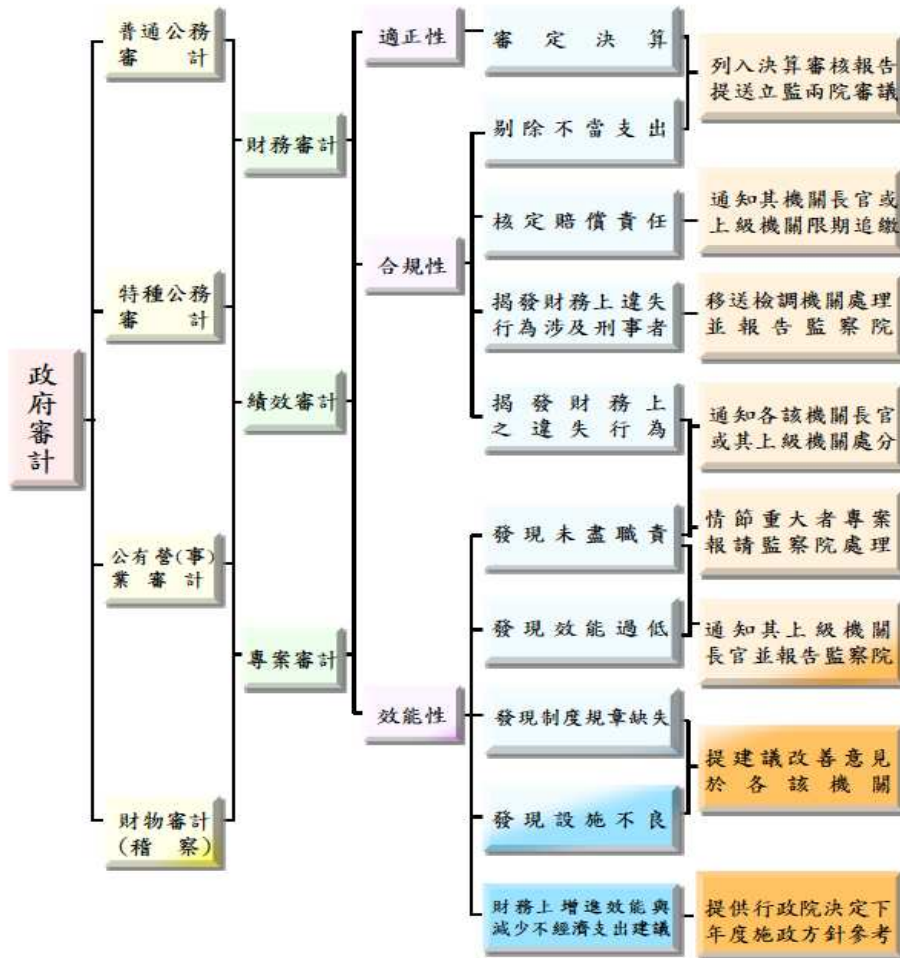 政府審計
普通公務
審計
特種公務
審計
公有營(事)
業審計
財物審計
(稽察)
財務審計
績效審計
專案審計
適正性
合規性
效能性
審定決算
剔除不當支出
核定賠償責任
揭發財務上違失
行為涉及刑事者
揭發財務上
之違失行為
發現未盡職責
發現效能過低
發現制度規章缺失
發現設施不良
財務上增進效能與
減少不經濟支出建議
列入決算審核報告
提送立監兩院審議
通知其機關長官或
上級機關限期追繳
移送檢調機關處理
並報告監察院
通知各該機關長官
或其上級機關處分
情節重大者專案
報請監察院處理
通知其上級機關
長官並報告監察院
提建議改善意見
於各該機關
提供行政院決定下
年度施政方針參考